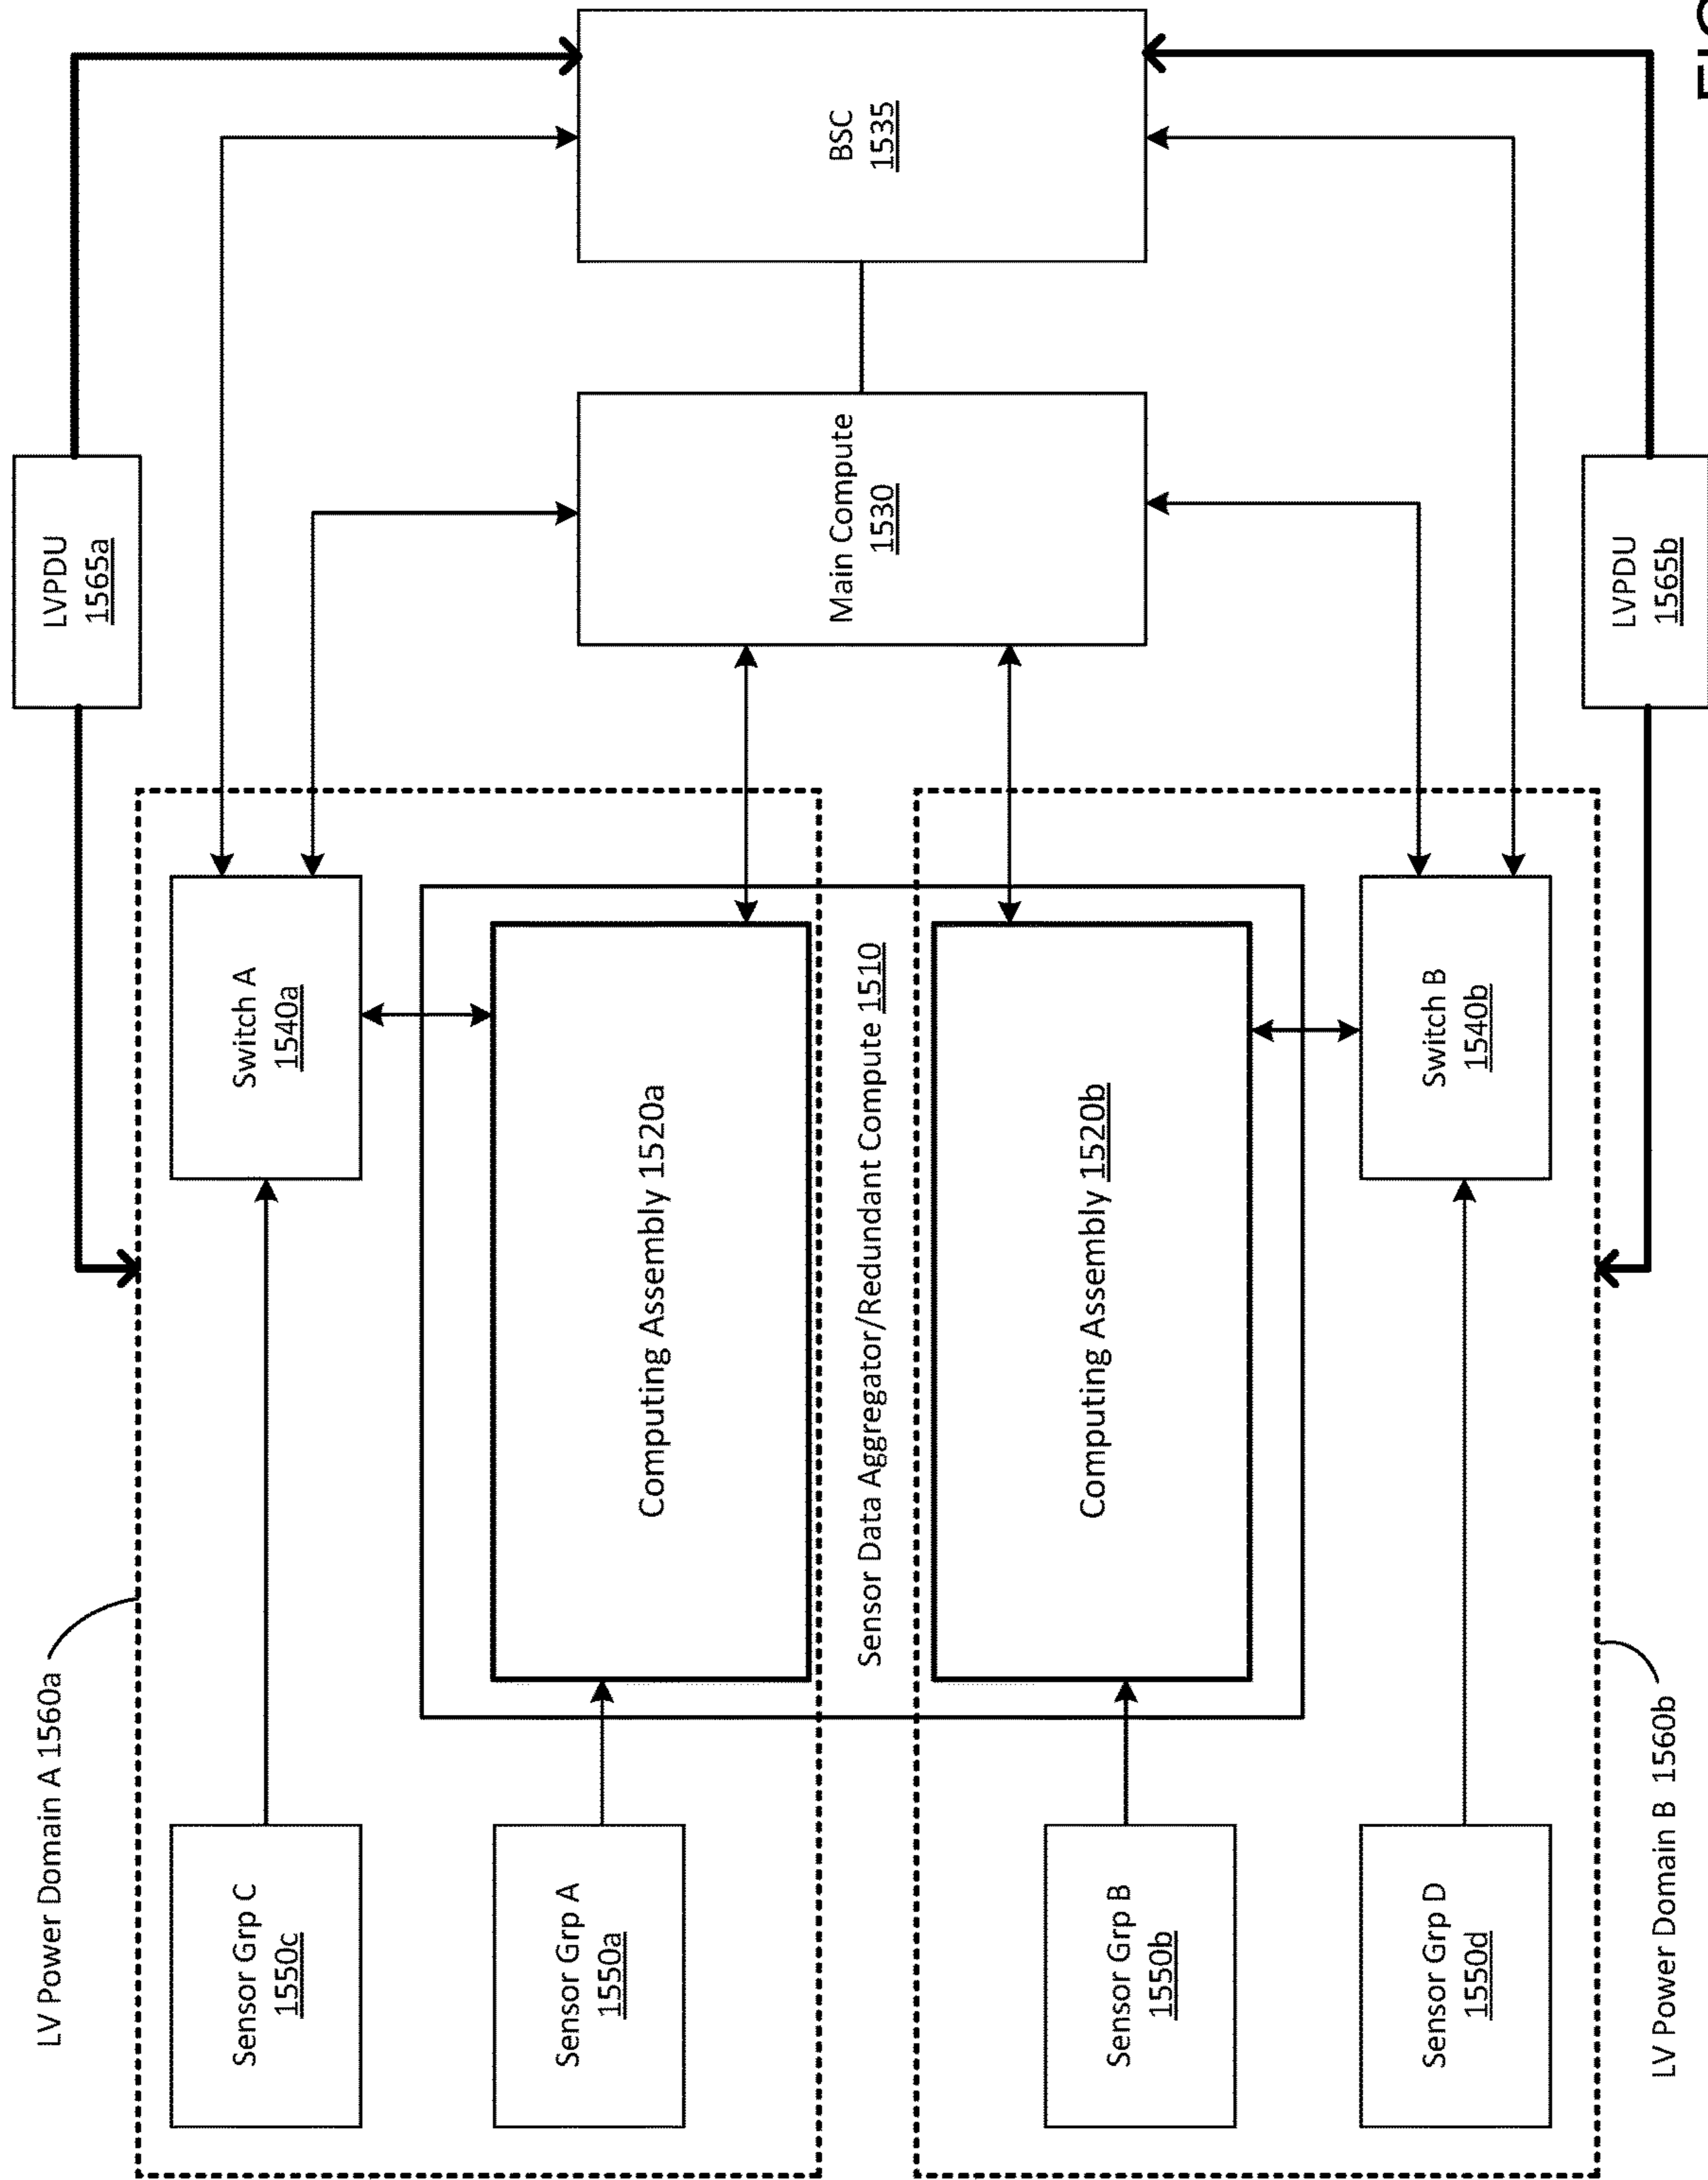 LV Power Domain A 1560a
LVPDU
1565a
Sensor Grp C
1550c
Switch A
1540a
Sensor Grp A
1550a
Computing Assembly 1520a
Main Compute
1530
BSC
1535
Sensor Data Aggregator/Redundant Compute 1510
Sensor Grp B
1550b
Computing Assembly 1520b
Sensor Grp D
1550d
Switch B
1540b
LVPDU
1565b
LV Power Domain B 1560b